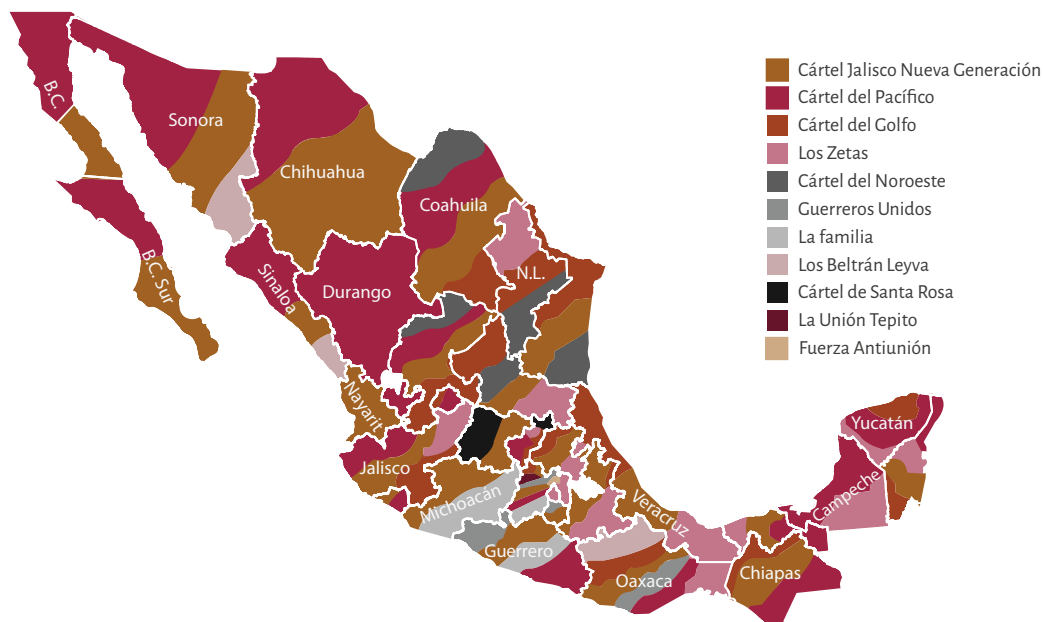 B.C.
Sonora
Chihuahua
Coahuila
N.L.
Durango
Sinaloa
B.C. Sur
Nayarit
Jalisco
Michoacán
Guerrero
Oaxaca
Veracruz
Chiapas
Campeche
Yucatán
Cártel Jalisco Nueva Generación
Cártel del Pacífico
Cártel del Golfo
Los Zetas
Cártel del Noroeste
Guerreros Unidos
La familia
Los Beltrán Leyva
Cártel de Santa Rosa
La Unión Tepito
Fuerza Antiunión